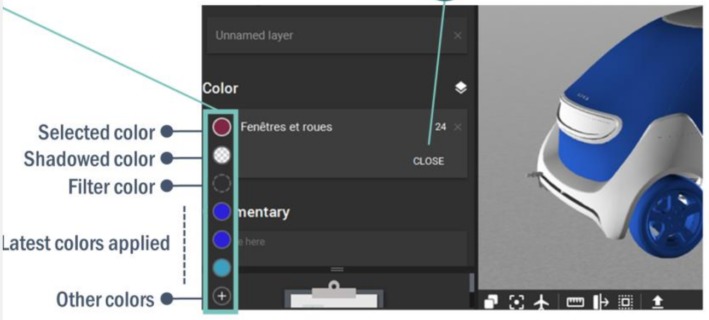 Unnamed layer
Color
Selected color
Fenêtres et roues 24
Shadowed color
CLOSE
Filter color
mentary
Latest colors applied
e here
Other colors